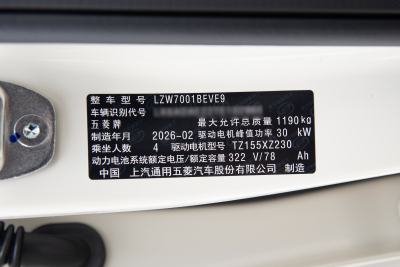 整车型号 LZW7001BEVE9
车辆识别代号
五菱牌 最大允许总质量 1190kg
制造年月 2026-02 驱动电机峰值功率 30 kW
乘坐人数 4 驱动电机型号 TZ155XZ230
动力电池系统额定电压/额定容量 322 V/78 Ah
中国 上汽通用五菱汽车股份有限公司 制造